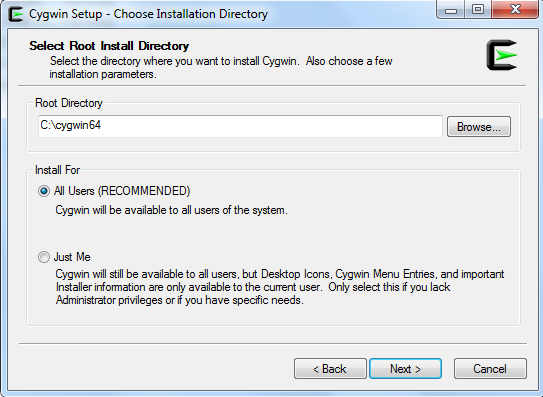 Cygwin Setup - Choose Installation Directory
Select Root Install Directory
Select the directory where you want to install Cygwin. Also choose a few
installation parameters.
Root Directory
C:\cygwin64
Browse...
Install For
All Users (RECOMMENDED)
Cygwin will be available to all users of the system.
Just Me
Cygwin will still be available to all users, but Desktop Icons, Cygwin Menu Entries, and important
Installer information are only available to the current user. Only select this if you lack
Administrator privileges or if you have specific needs.
< Back
Next >
Cancel